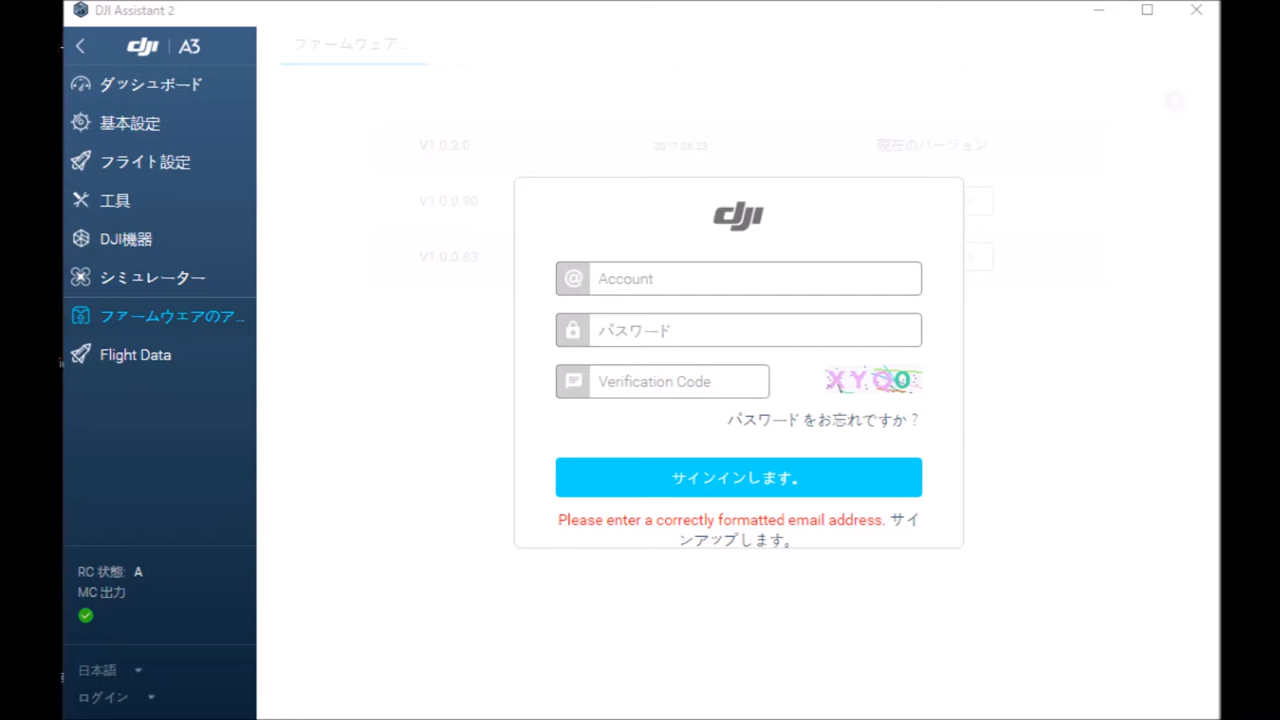 DJI Assistant 2
dji A3
ダッシュボード
基本設定
フライト設定
工具
DJI機器
シミュレーター
ファームウェアのア...
Flight Data
RC 状態: A
MC 出力
日本語
ログイン
ファームウェア...
V1.0.2.0 2017.06.23 現在のバージョン
V1.0.0.90
V1.0.0.83
dji
Account
パスワード
Verification Code
パスワードをお忘れですか？
サインインします。
Please enter a correctly formatted email address. サイ
ンアップします。